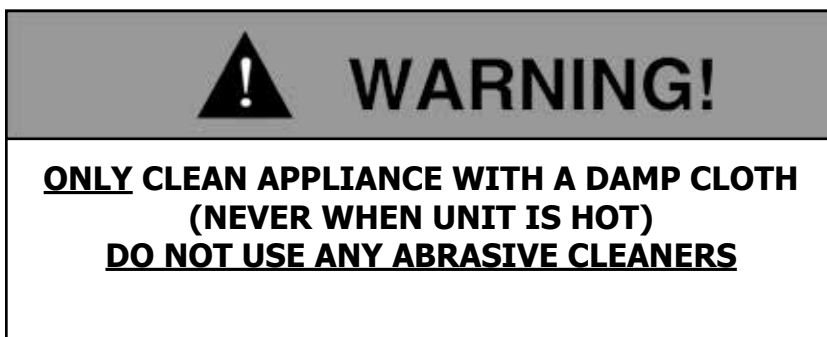 WARNING!
ONLY CLEAN APPLIANCE WITH A DAMP CLOTH
(NEVER WHEN UNIT IS HOT)
DO NOT USE ANY ABRASIVE CLEANERS